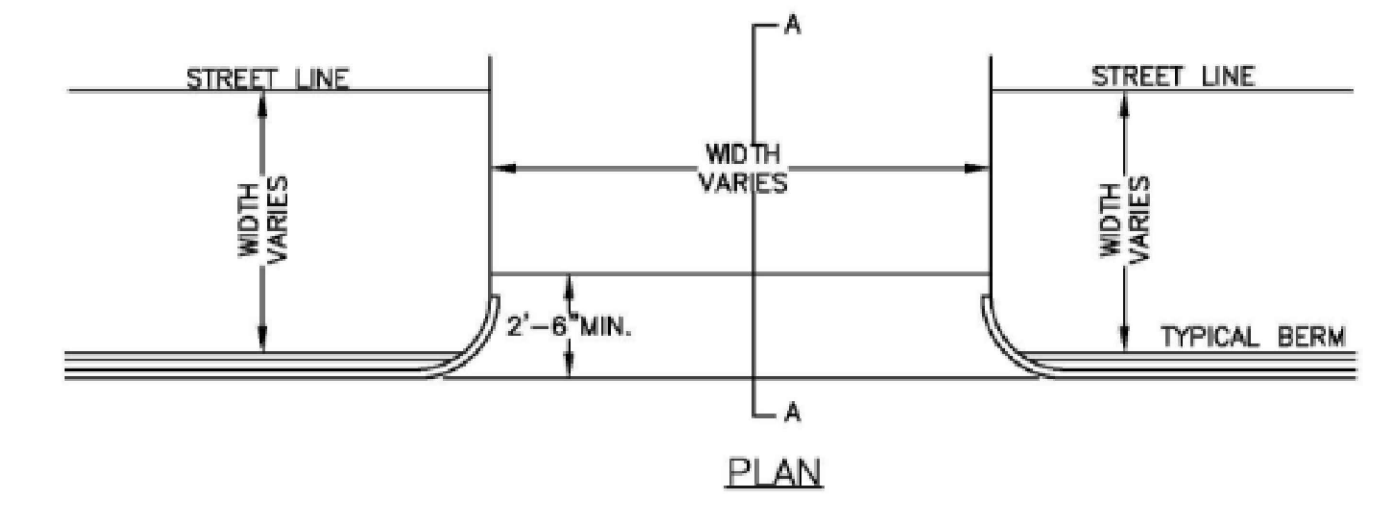 A
STREET LINE
STREET LINE
WIDTH
VARIES
WIDTH
VARIES
WIDTH
VARIES
2'-6"MIN.
TYPICAL BERM
A
PLAN